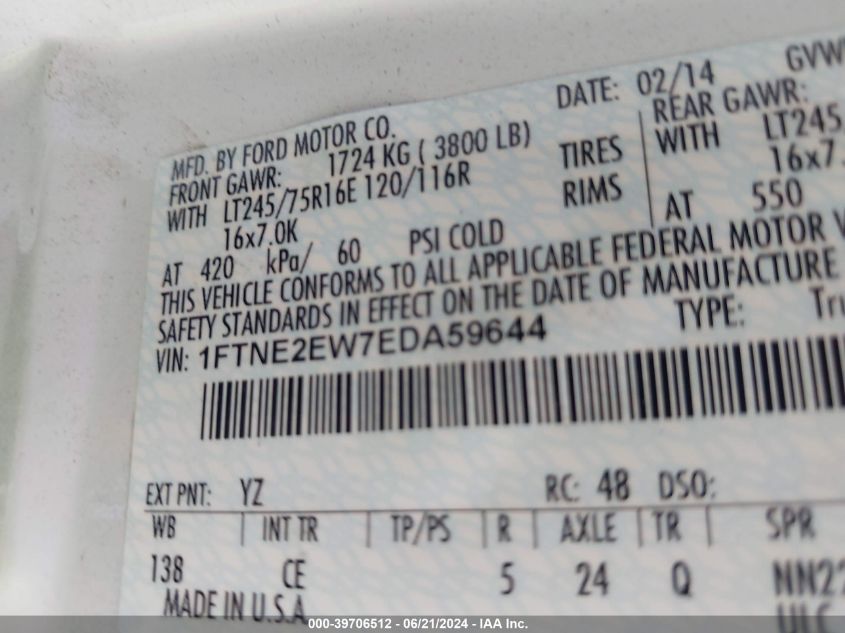 MFD. BY FORD MOTOR CO.
DATE: 02/14
FRONT GAWR: 1724 KG ( 3800 LB)
REAR GAWR:
WITH LT245/75R16E 120/116R TIRES
WITH LT245
16x7.0K RIMS
16x7.
AT 420 kPa/ 60 PSI COLD
AT 550
THIS VEHICLE CONFORMS TO ALL APPLICABLE FEDERAL MOTOR
SAFETY STANDARDS IN EFFECT ON THE DATE OF MANUFACTURE
VIN: 1FTNE2EW7EDA59644 TYPE:
EXT PNT: YZ RC: 48 DSO:
WB | INT TR | TP/PS | R | AXLE | TR | SPR
138 CE 5 24 Q NN22
MADE IN U.S.A.
000-39706512 - 06/21/2024 - IAA Inc.